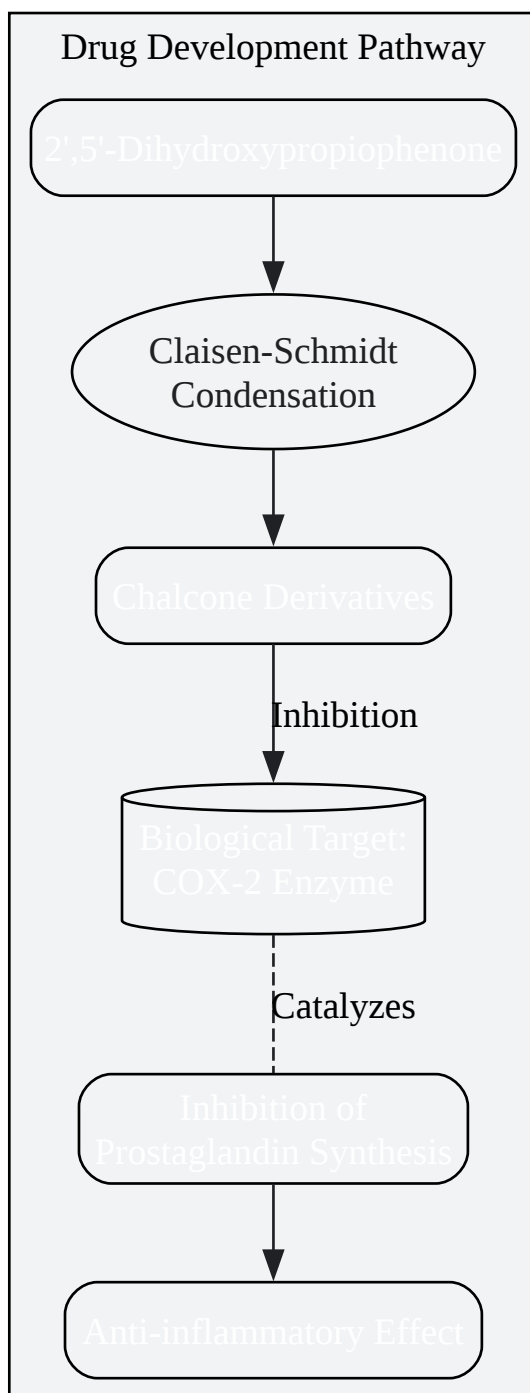 Drug Development Pathway
2',5'-Dihydroxypropiophenone
Claisen-Schmidt
Condensation
Chalcone Derivatives
Inhibition
Biological Target:
COX-2 Enzyme
Catalyzes
Inhibition of
Prostaglandin Synthesis
Anti-inflammatory Effect